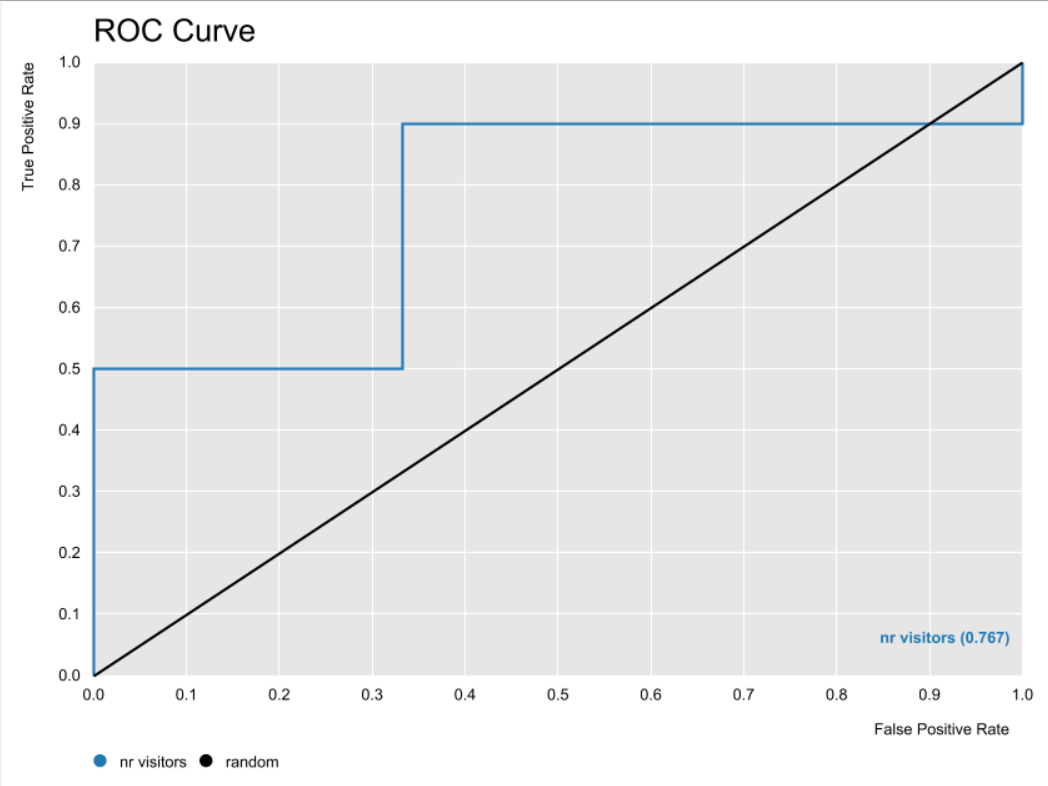 ROC Curve
True Positive Rate
1.0
0.9
0.8
0.7
0.6
0.5
0.4
0.3
0.2
0.1
0.0
0.0 0.1 0.2 0.3 0.4 0.5 0.6 0.7 0.8 0.9 1.0
nr visitors (0.767)
False Positive Rate
nr visitors random